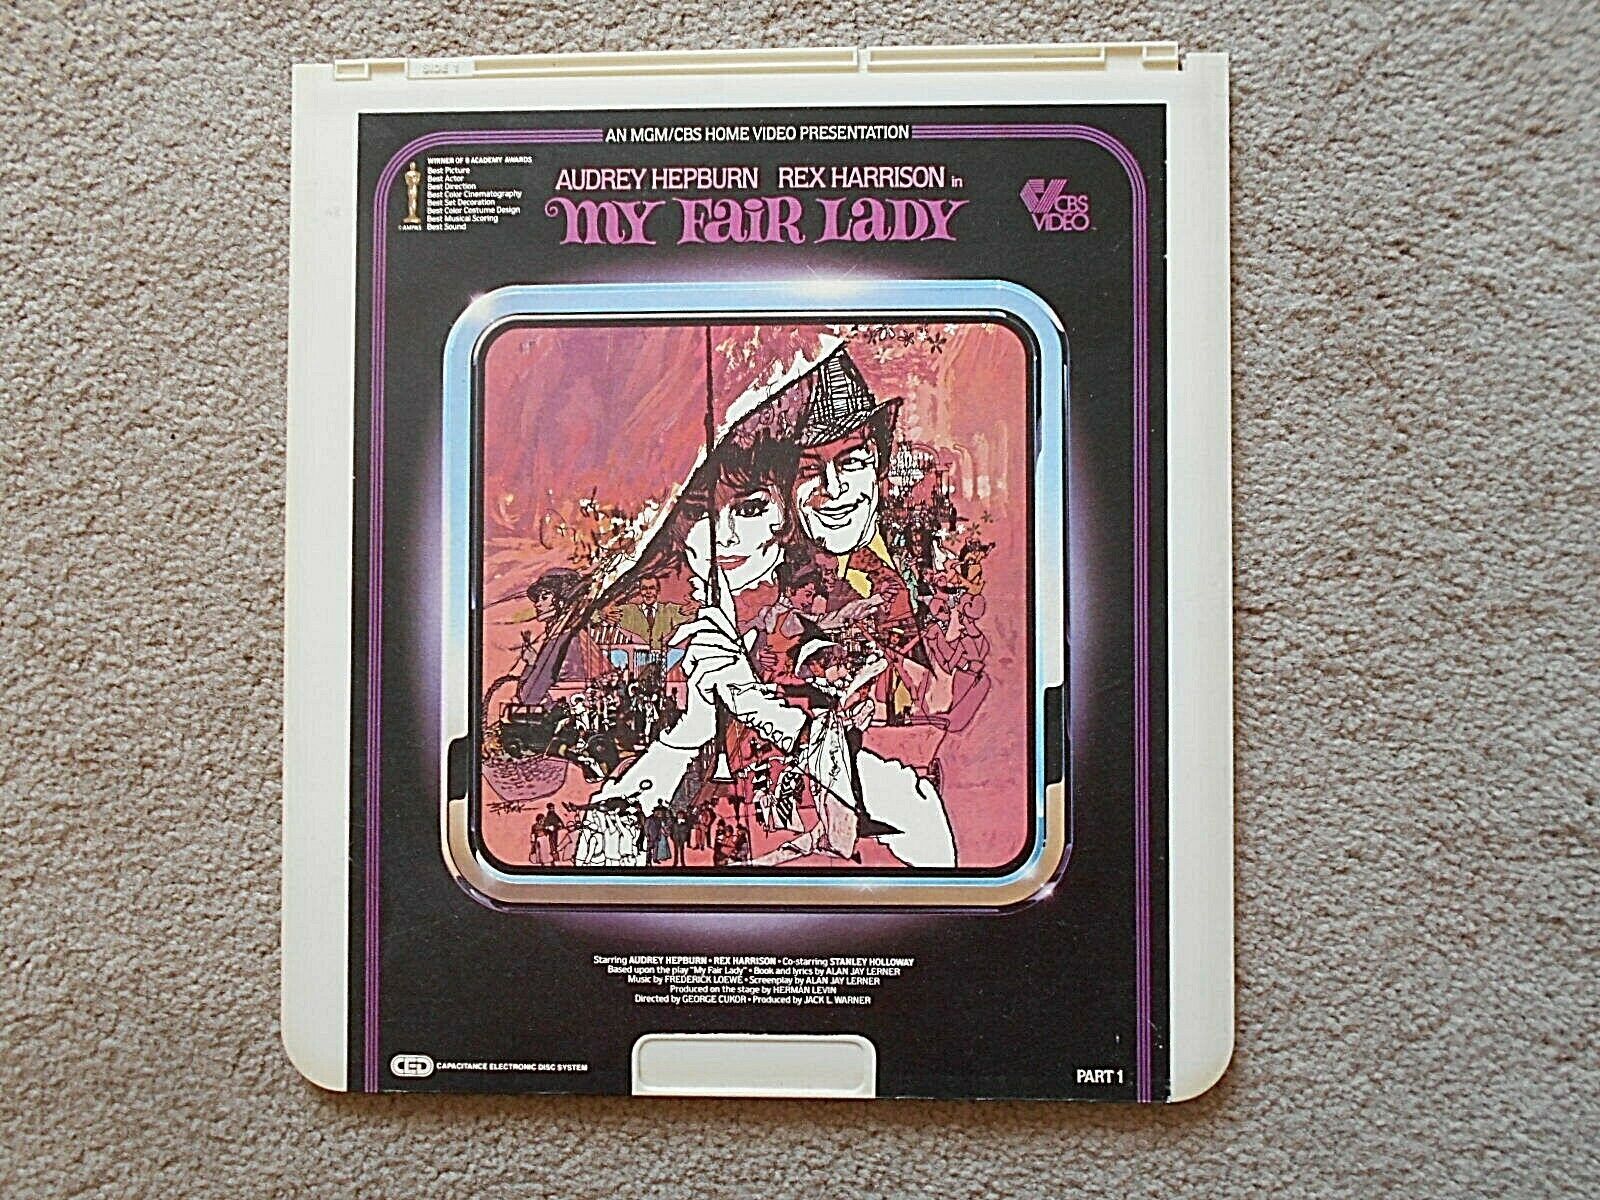 SIDE 1
AN MGM/CBS HOME VIDEO PRESENTATION
WINNER OF 8 ACADEMY AWARDS
Best Picture
Best Actor
Best Direction
Best Color Cinematography
Best Set Decoration
Best Color Costume Design
Best Musical Scoring
Best Sound
©AMPAS
AUDREY HEPBURN REX HARRISON in
MY FAIR LADY
CBS
VIDEO™
Starring AUDREY HEPBURN • REX HARRISON • Co-starring STANLEY HOLLOWAY
Based upon the play "My Fair Lady" • Book and lyrics by ALAN JAY LERNER
Music by FREDERICK LOEWE • Screenplay by ALAN JAY LERNER
Produced on the stage by HERMAN LEVIN
Directed by GEORGE CUKOR • Produced by JACK L. WARNER
CED CAPACITANCE ELECTRONIC DISC SYSTEM
PART 1